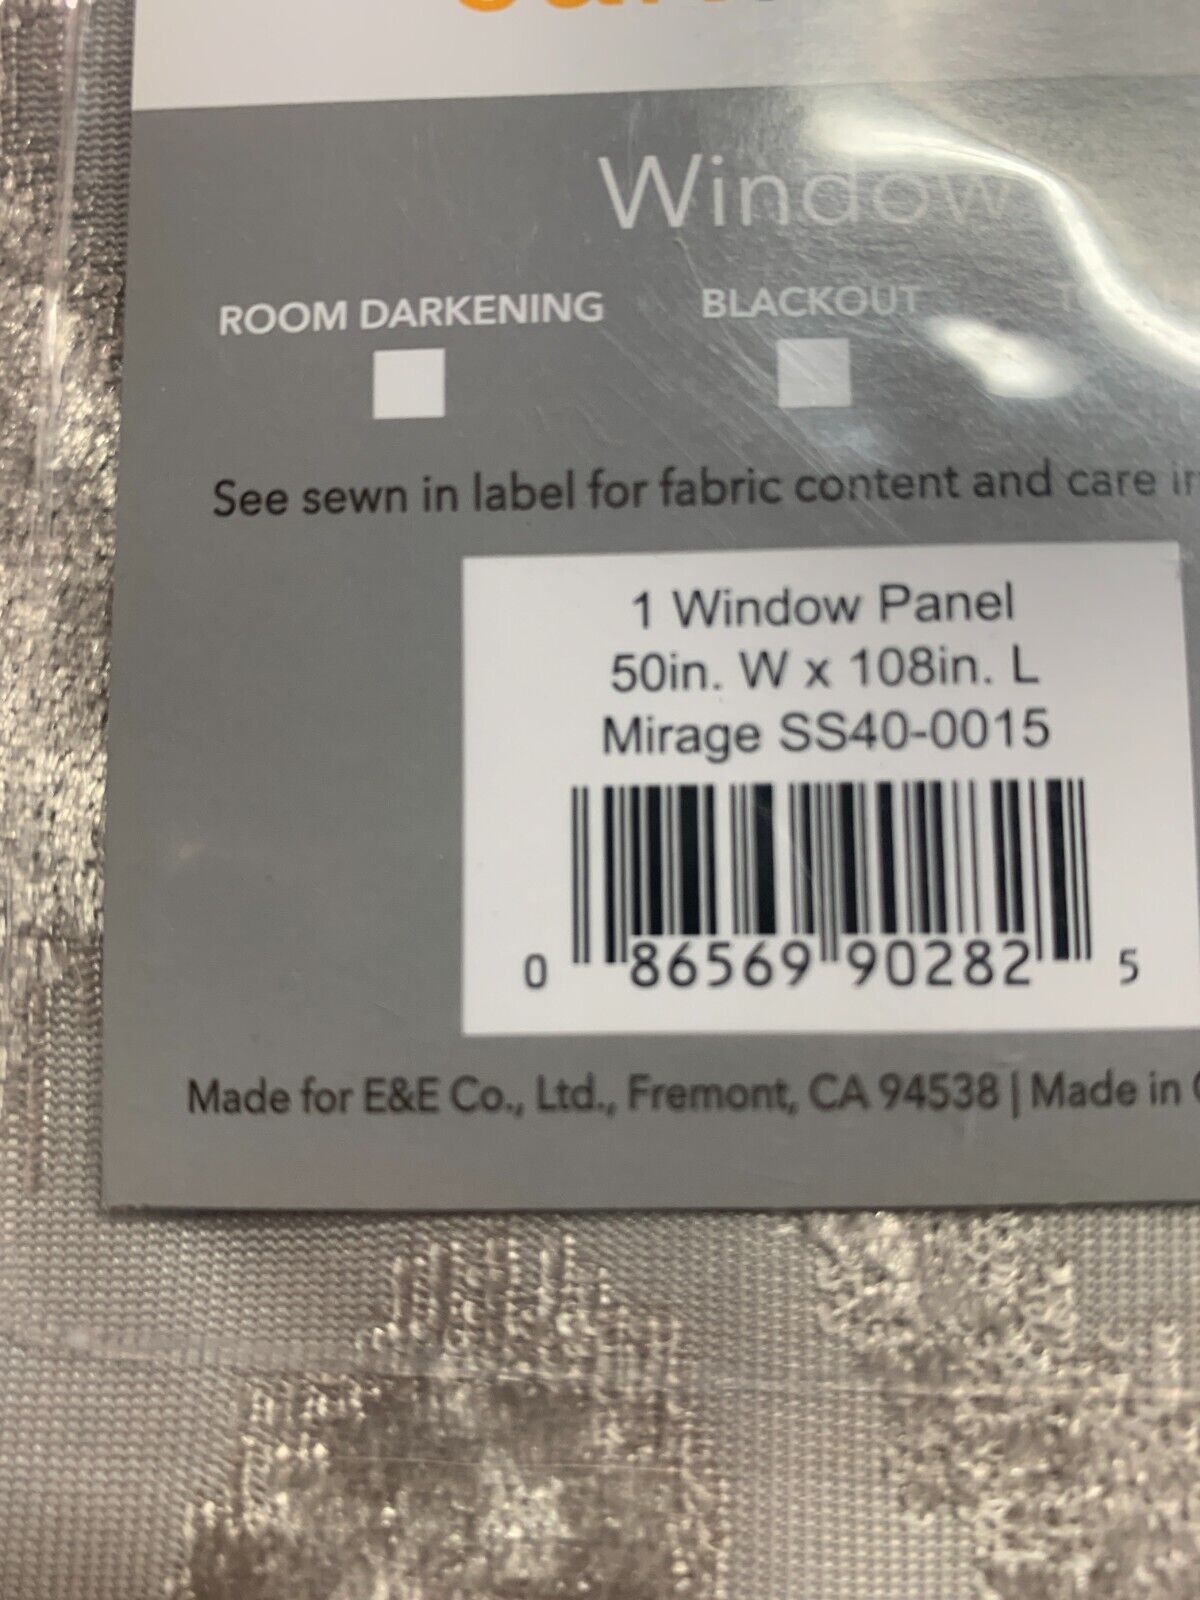 Window
ROOM DARKENING BLACKOUT
See sewn in label for fabric content and care
1 Window Panel
50in. W x 108in. L
Mirage SS40-0015
0 86569 90282 5
Made for E&E Co., Ltd., Fremont, CA 94538 | Made in